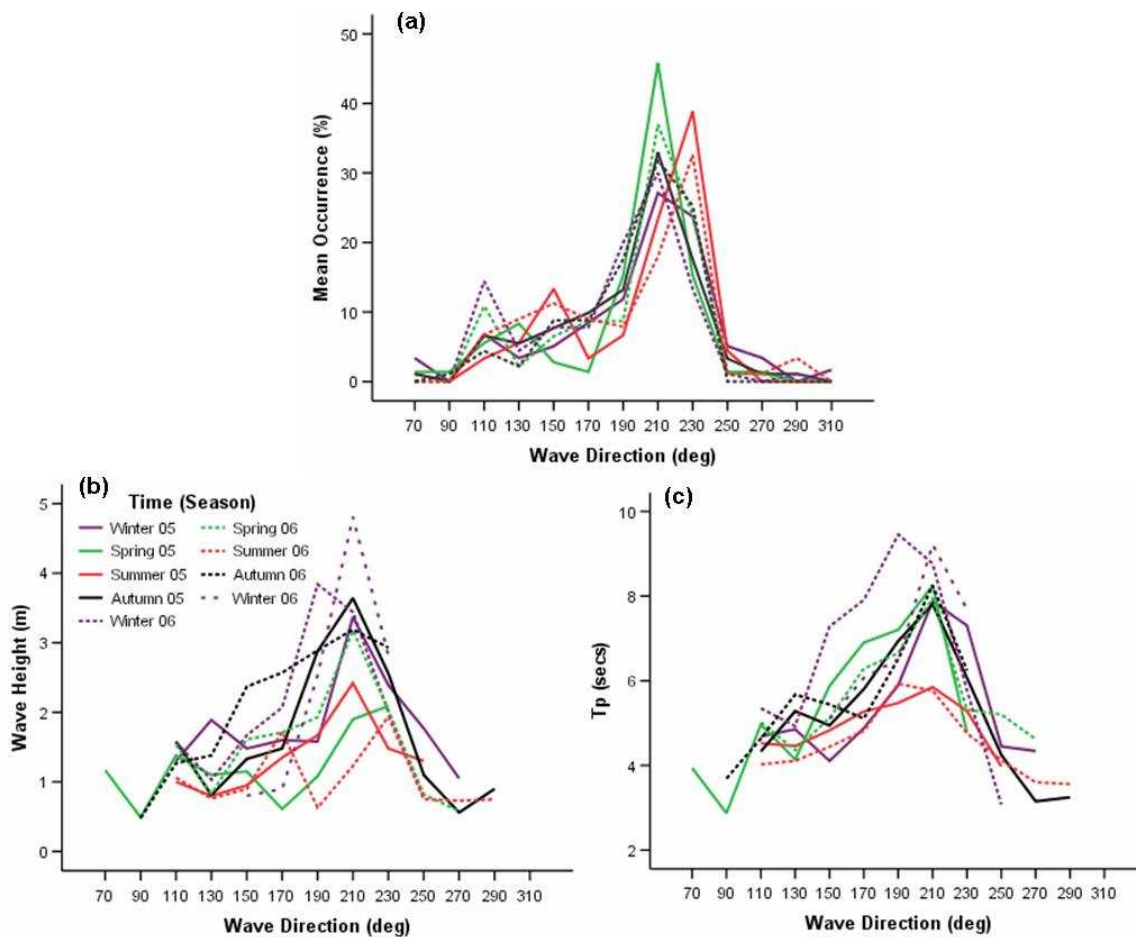 (a)
50
40
30
20
10
0
Mean Occurrence (%)
70 90 110 130 150 170 190 210 230 250 270 290 310
Wave Direction (deg)
(b)
Time (Season)
Winter 05 Spring 06
Spring 05 Summer 06
Summer 05 Autumn 06
Autumn 05 Winter 06
Winter 06
5
4
3
2
1
0
Wave Height (m)
70 90 110 130 150 170 190 210 230 250 270 290 310
Wave Direction (deg)
(c)
10
8
6
4
2
Tp (secs)
70 90 110 130 150 170 190 210 230 250 270 290 310
Wave Direction (deg)